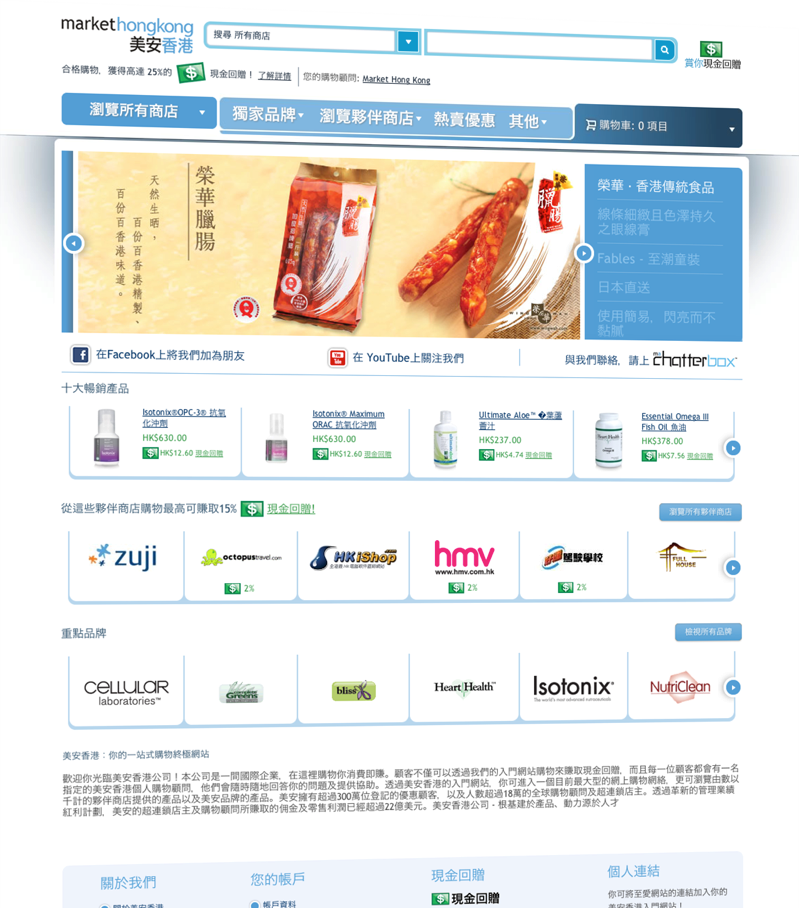 markethongkong
美安香港
搜尋 所有商店
賞你現金回贈
合格購物，獲得高達 25%的 $ 現金回贈！ 了解詳情 您的購物顧問: Market Hong Kong
瀏覽所有商店 獨家品牌 瀏覽夥伴商店 熱賣優惠 其他 購物車: 0 項目
榮華臘腸
天然生晒，
百份百香港精製、
百份百香港味道。
臘腸
榮華 · 香港傳統食品
線條細緻且色澤持久
之眼線膏
Fables - 至潮童裝
日本直送
使用簡易，閃亮而不
黏膩
在Facebook上將我們加為朋友 在 YouTube上關注我們 與我們聯絡，請上 my chatterbox
十大暢銷產品
Isotonix®OPC-3® 抗氧
化沖劑
HK$630.00
HK$12.60 現金回贈
Isotonix® Maximum
ORAC 抗氧化沖劑
HK$630.00
HK$12.60 現金回贈
Ultimate Aloe™ �葉蘆
薈汁
HK$237.00
HK$4.74 現金回贈
Essential Omega III
Fish Oil 魚油
HK$378.00
HK$7.56 現金回贈
從這些夥伴商店購物最高可賺取15% $ 現金回贈!
瀏覽所有夥伴商店
zuji
octopustravel.com
2%
HKiShop
hmv
www.hmv.com.hk
2%
駕駛學校
2%
FULL
HOUSE
重點品牌
檢視所有品牌
CELLULAR
laboratories™
Greens
bliss
Heart Health™
Isotonix®
The world's most advanced nutraceuticals
NutriClean
美安香港：你的一站式購物終極網站
歡迎你光臨美安香港公司！本公司是一間國際企業，在這裡購物你消費即賺。顧客不僅可以透過我們的入門網站購物來賺取現金回贈，而且每一位顧客都會有一名
指定的美安香港個人購物顧問，他們會隨時隨地回答你的問題及提供協助。透過美安香港的入門網站，你可進入一個目前最大型的網上購物網絡，更可瀏覽由數以
千計的夥伴商店提供的產品以及美安品牌的產品。美安擁有超過300萬位登記的優惠顧客，以及人數超過18萬的全球購物顧問及超連鎖店主。透過革新的管理業績
紅利計劃，美安的超連鎖店主及購物顧問所賺取的佣金及零售利潤已經超過22億美元。美安香港公司 - 根基建於產品、動力源於人才
關於我們
關於美安香港
您的帳戶
帳戶資料
現金回贈
$ 現金回贈
個人連結
你可將至愛網站的連結加入你的
美安香港入門網站！